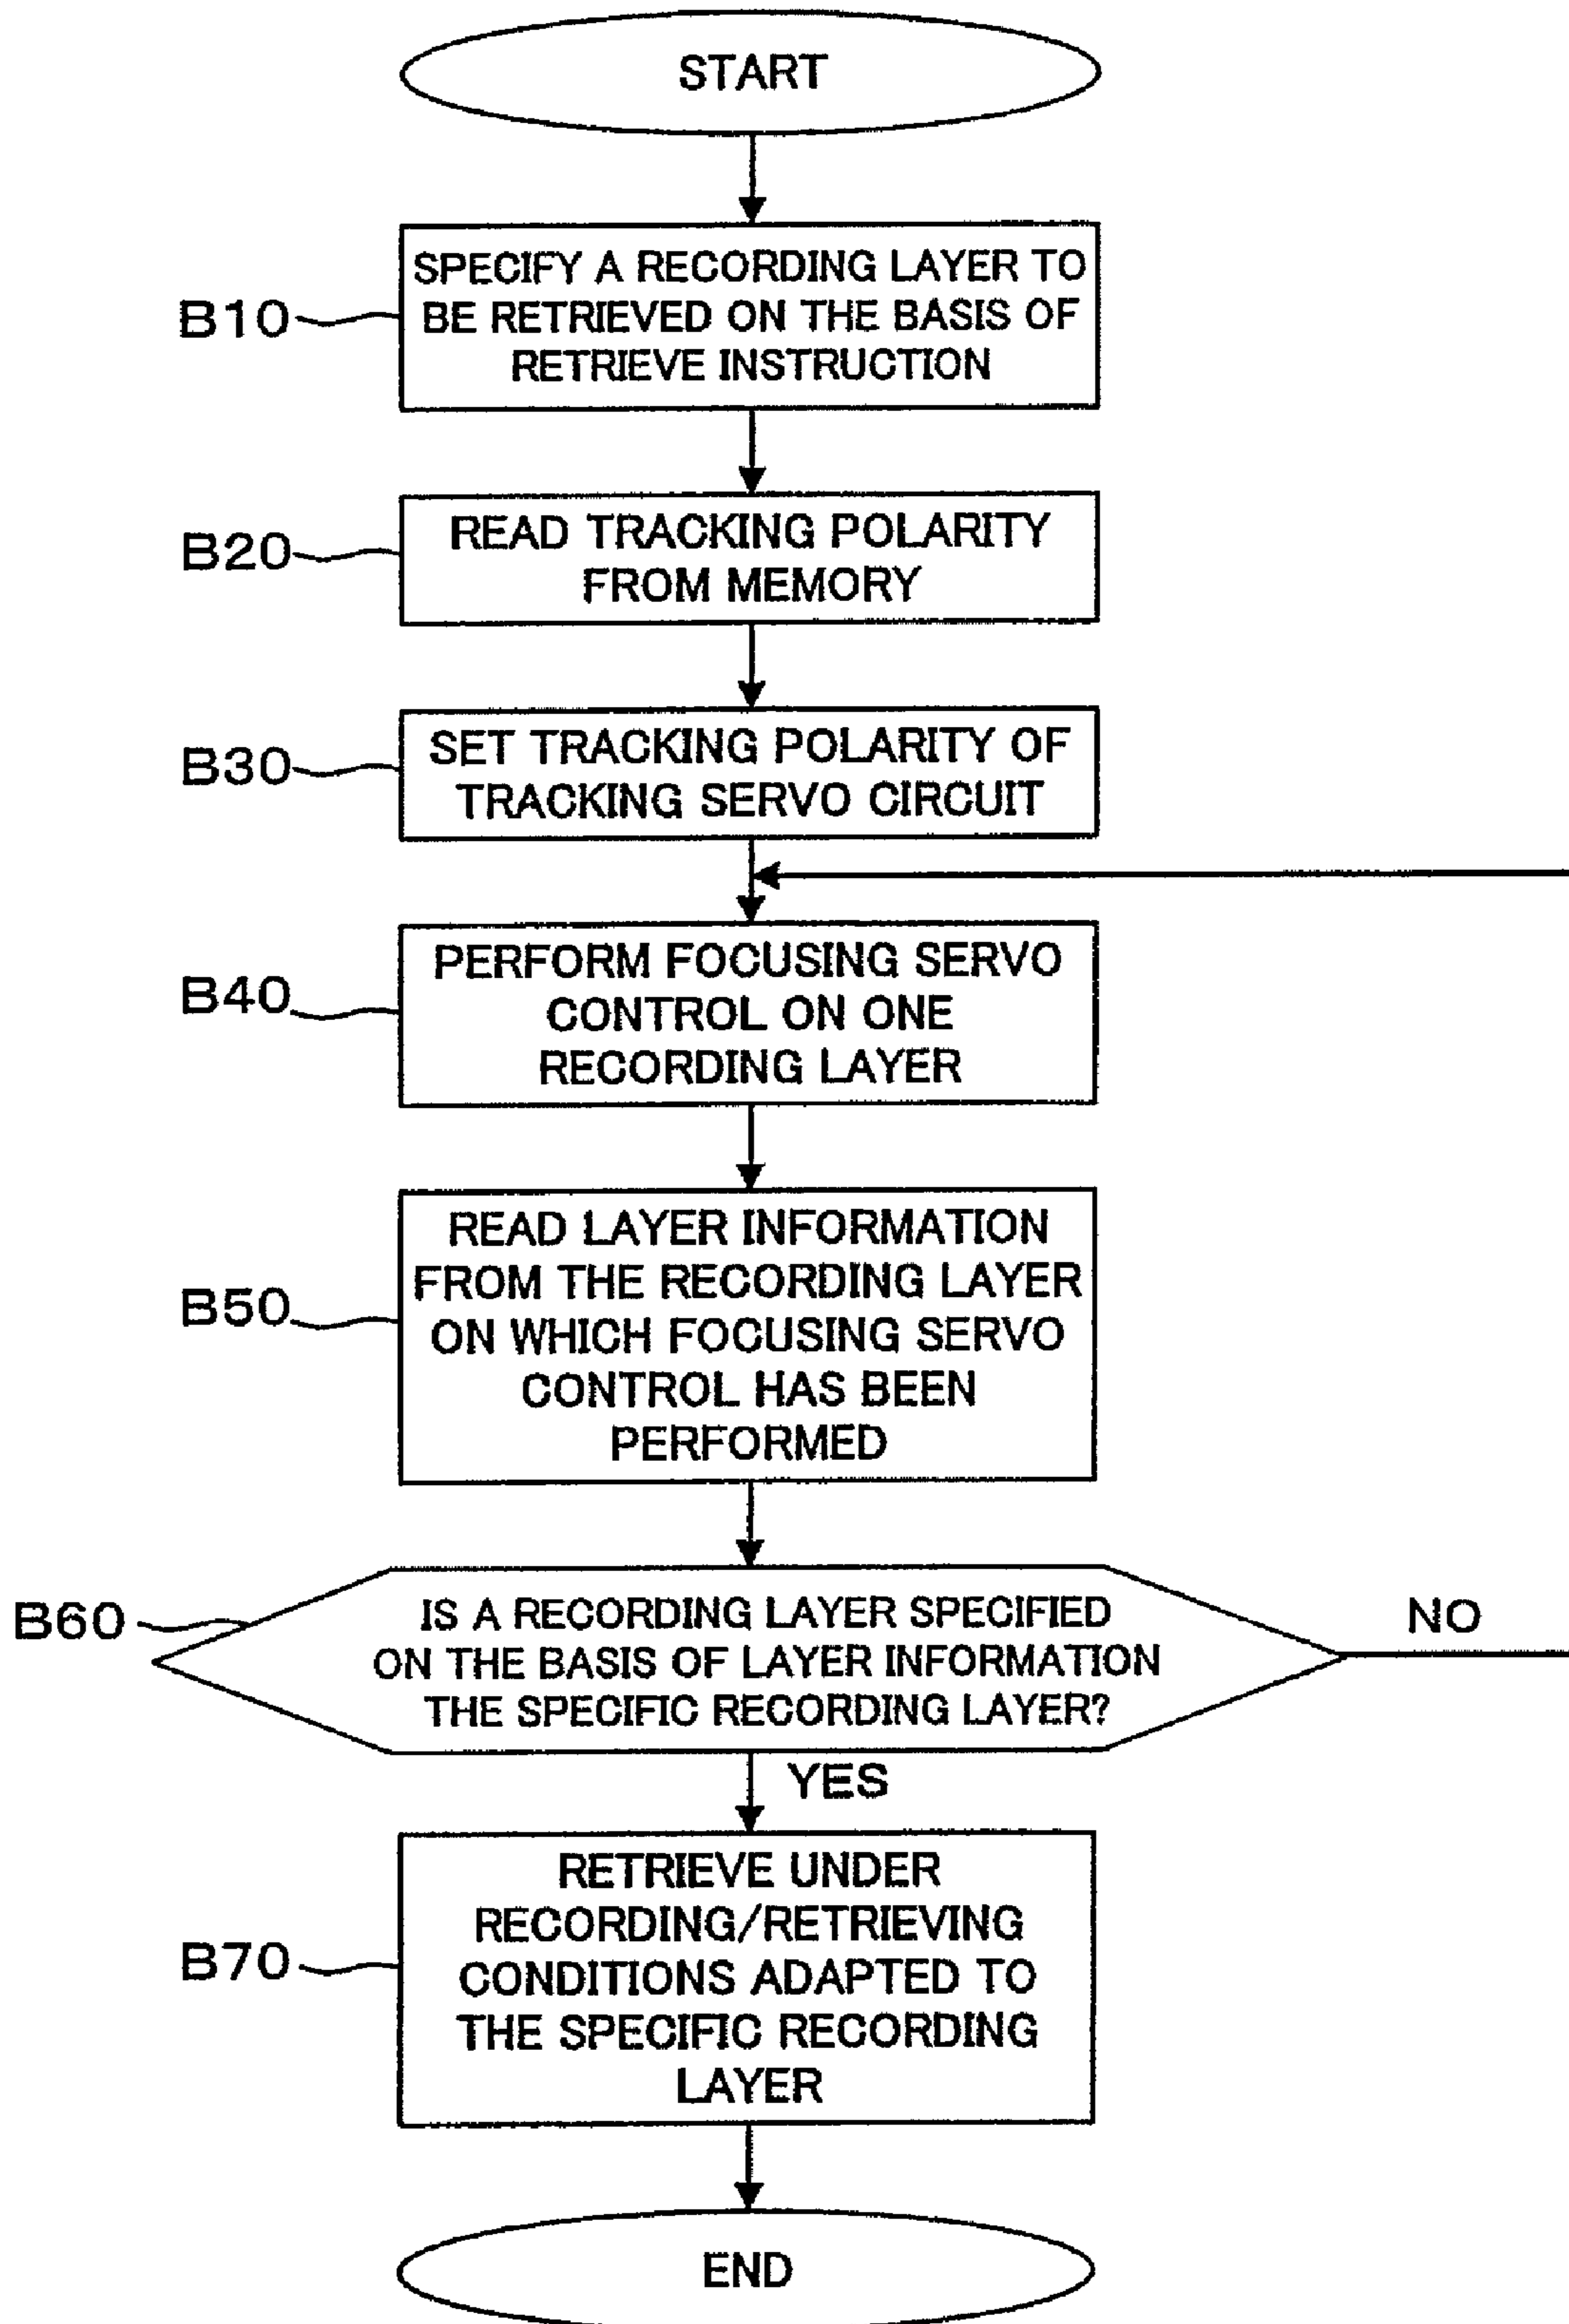 START
B10
SPECIFY A RECORDING LAYER TO
BE RETRIEVED ON THE BASIS OF
RETRIEVE INSTRUCTION
B20
READ TRACKING POLARITY
FROM MEMORY
B30
SET TRACKING POLARITY OF
TRACKING SERVO CIRCUIT
B40
PERFORM FOCUSING SERVO
CONTROL ON ONE
RECORDING LAYER
B50
READ LAYER INFORMATION
FROM THE RECORDING LAYER
ON WHICH FOCUSING SERVO
CONTROL HAS BEEN
PERFORMED
B60
IS A RECORDING LAYER SPECIFIED
ON THE BASIS OF LAYER INFORMATION
THE SPECIFIC RECORDING LAYER?
NO
YES
B70
RETRIEVE UNDER
RECORDING/RETRIEVING
CONDITIONS ADAPTED TO
THE SPECIFIC RECORDING
LAYER
END